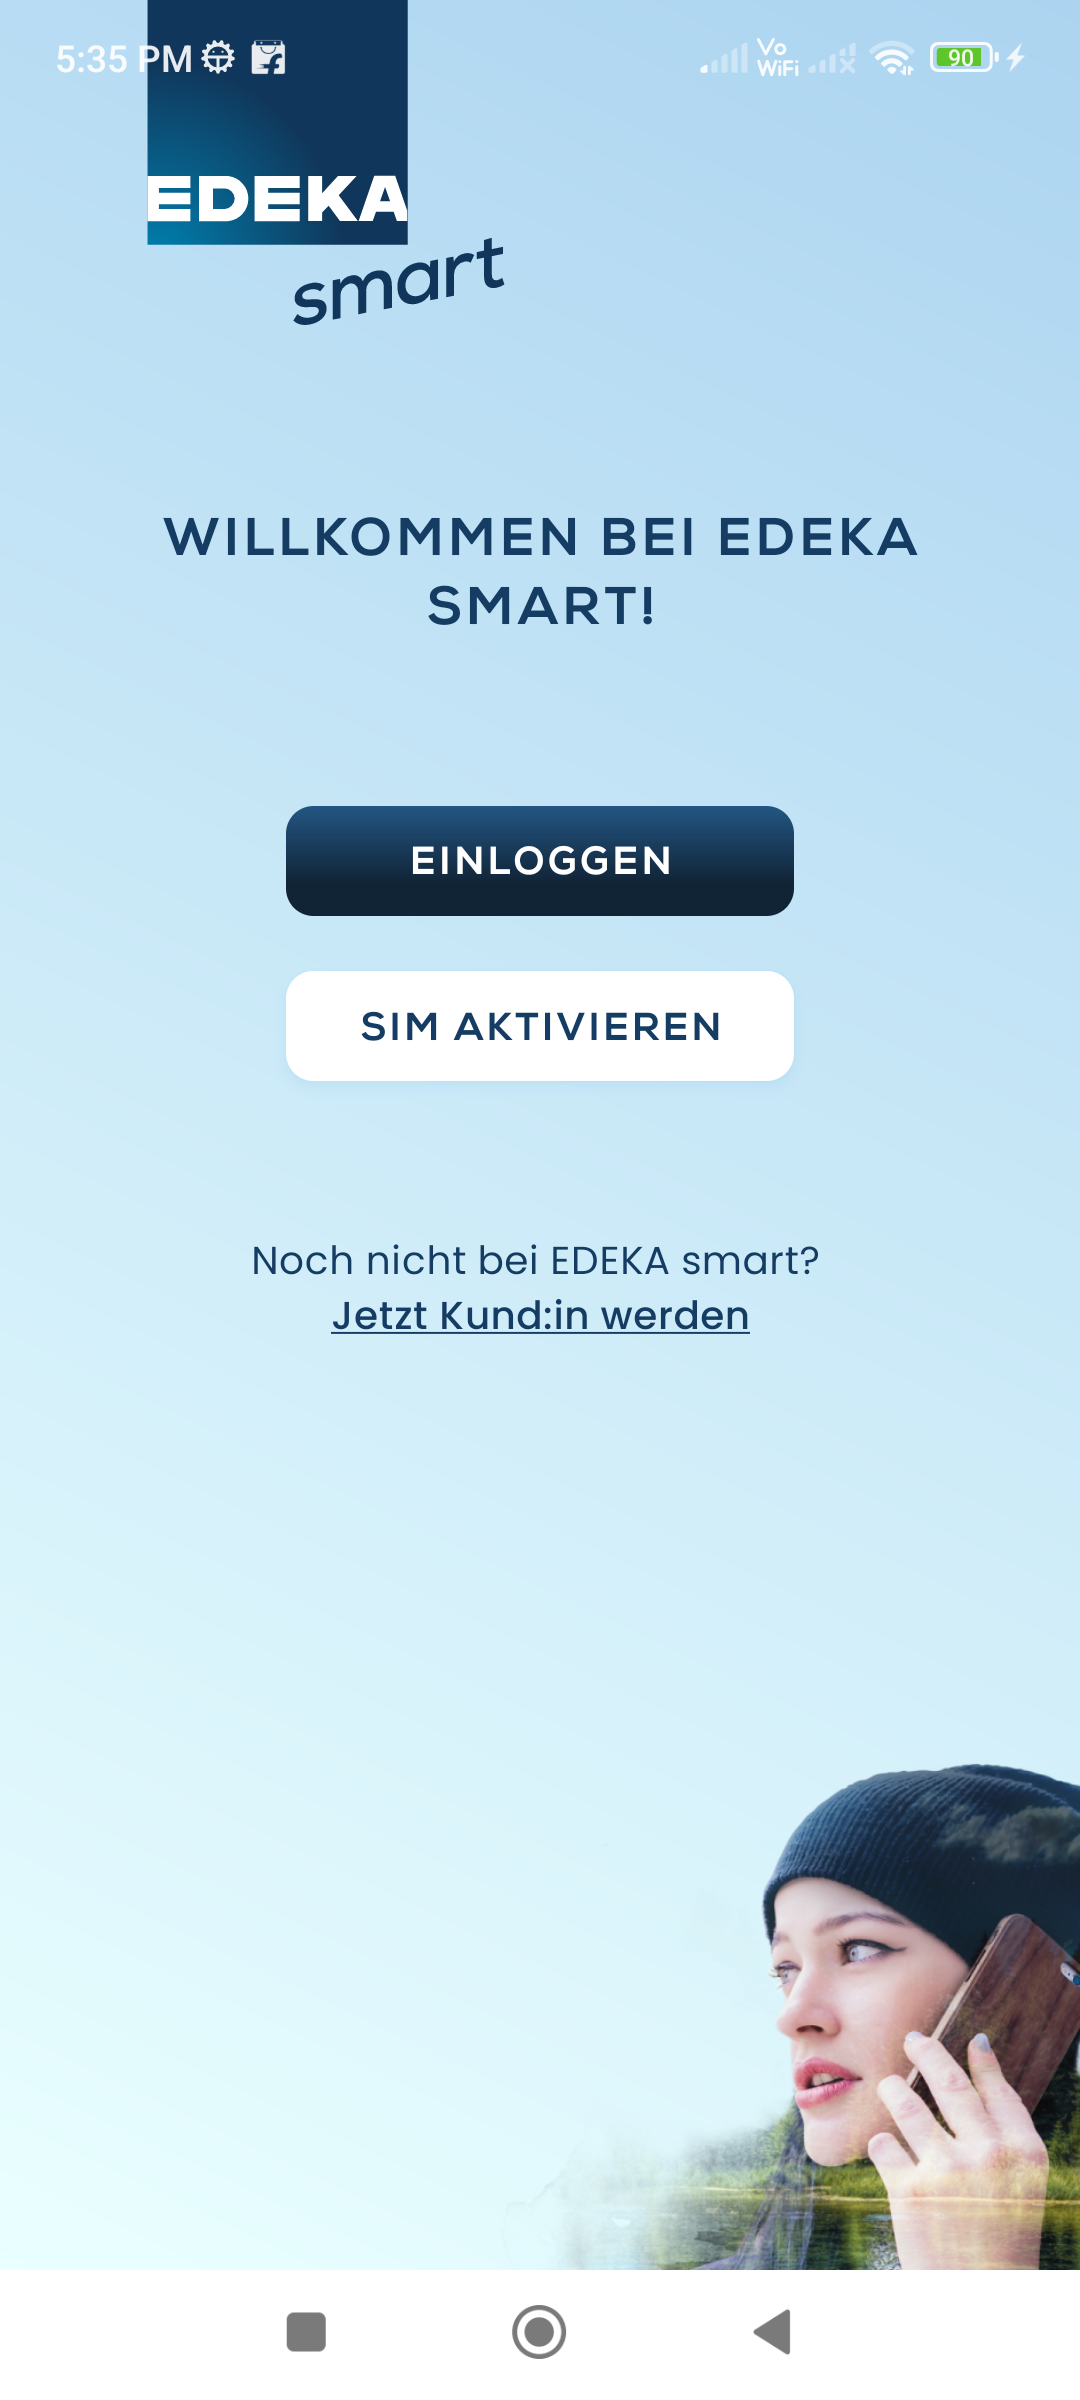 5:35 PM
Vo
WiFi
90
EDEKA
smart
WILLKOMMEN BEI EDEKA
SMART!
EINLOGGEN
SIM AKTIVIEREN
Noch nicht bei EDEKA smart?
Jetzt Kund:in werden